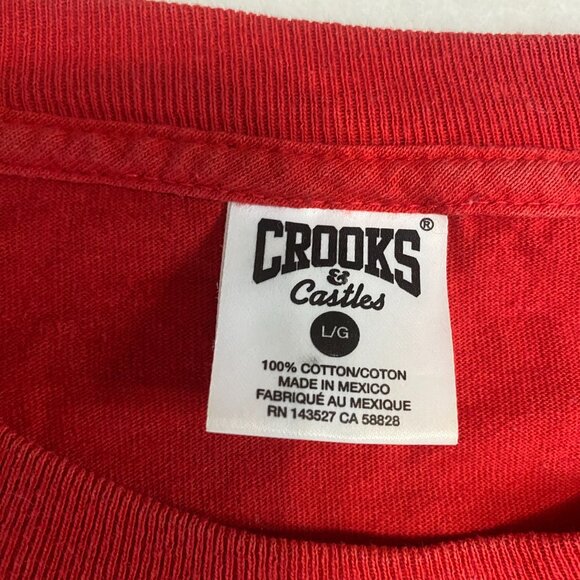 CROOKS®
&
Castles
L/G
100% COTTON/COTON
MADE IN MEXICO
FABRIQUÉ AU MEXIQUE
RN 143527 CA 58828